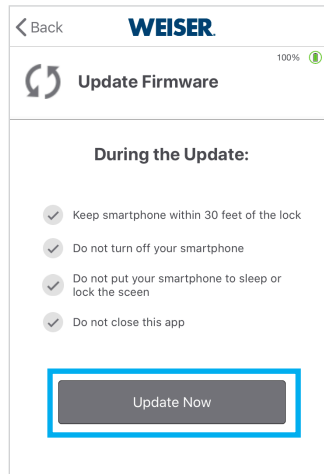 Back
WEISER.
100%
Update Firmware
During the Update:
Keep smartphone within 30 feet of the lock
Do not turn off your smartphone
Do not put your smartphone to sleep or
lock the sceen
Do not close this app
Update Now